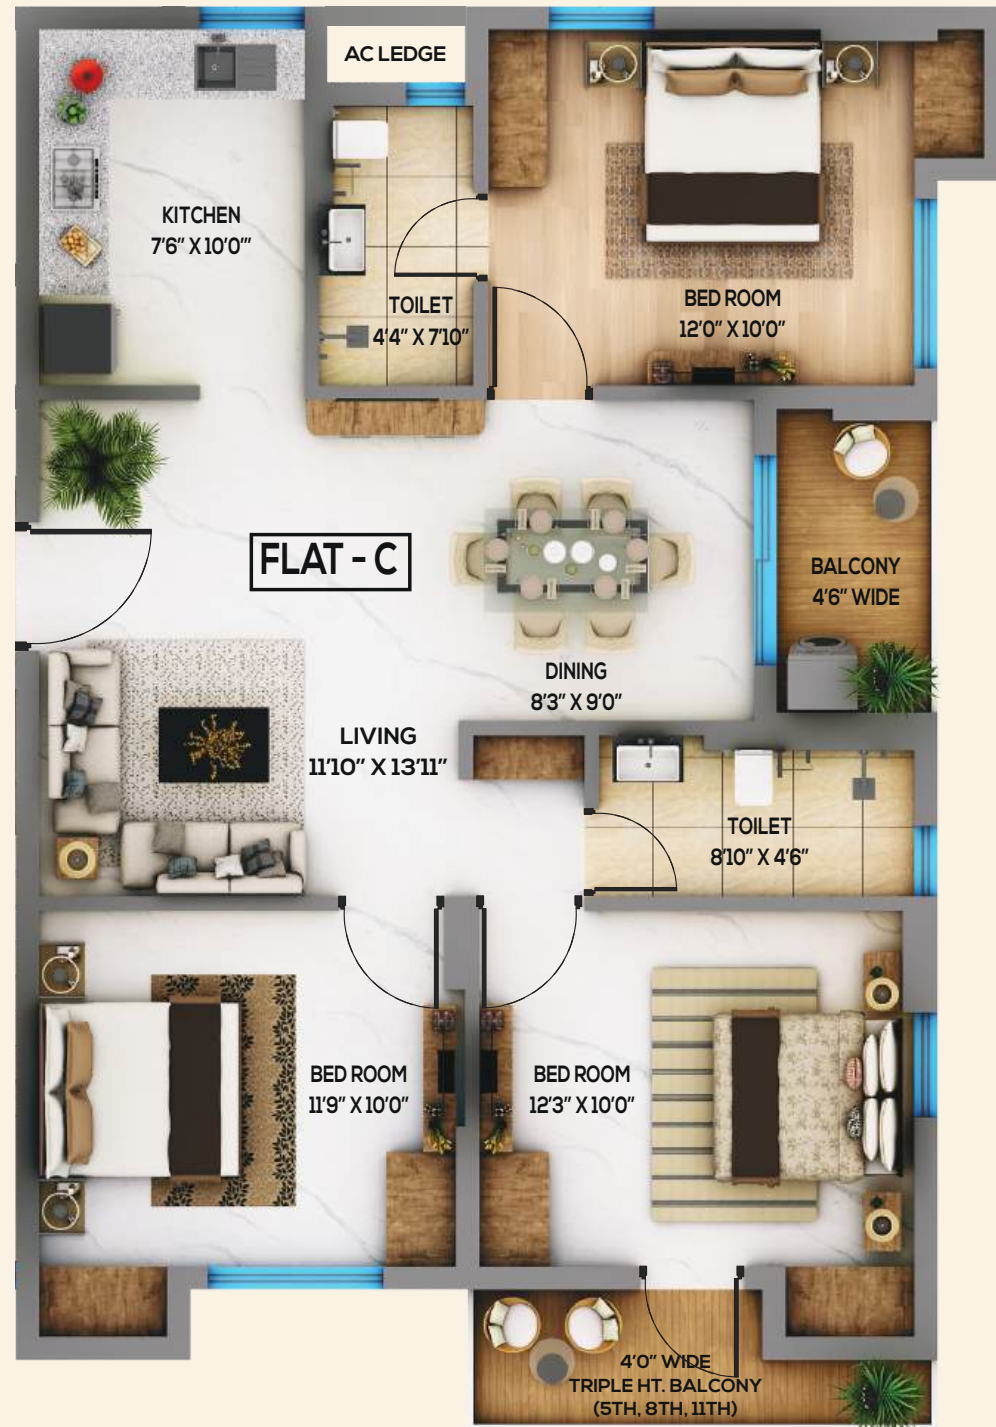 AC LEDGE
KITCHEN
7'6" X 10'0'"
TOILET
4'4" X 7'10"
BED ROOM
12'0" X 10'0"
FLAT - C
BALCONY
4'6" WIDE
DINING
8'3" X 9'0"
LIVING
11'10" X 13'11"
TOILET
8'10" X 4'6"
BED ROOM
11'9" X 10'0"
BED ROOM
12'3" X 10'0"
4'0" WIDE
TRIPLE HT. BALCONY
(5TH, 8TH, 11TH)